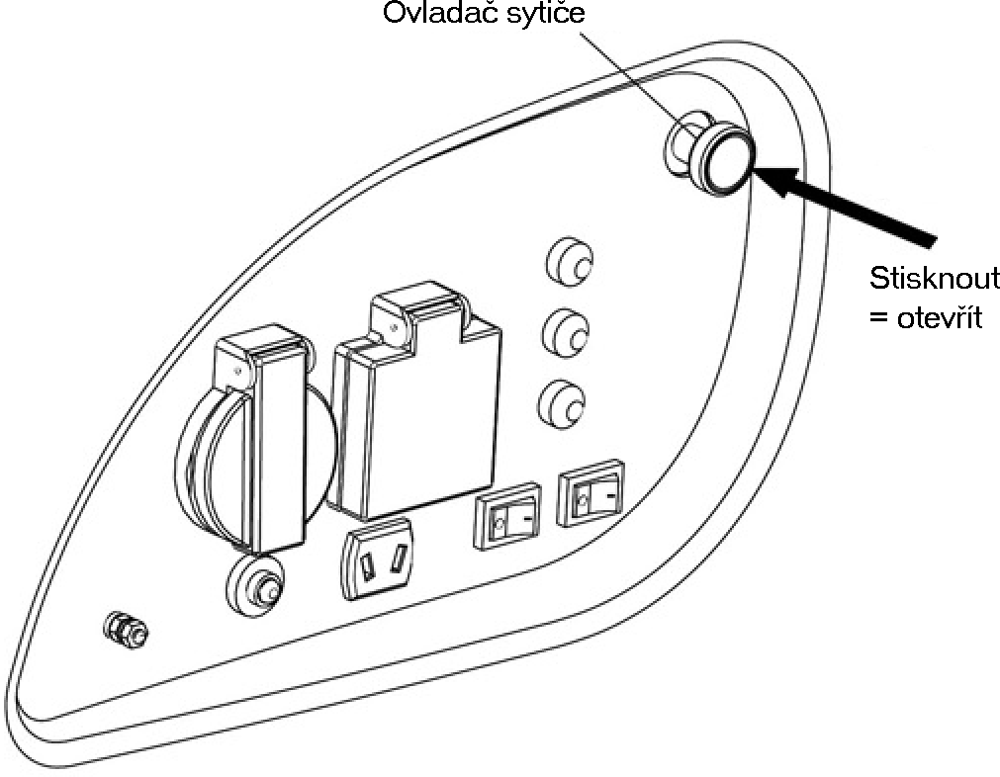 Ovladač sytiče
Stisknout
= otevřít